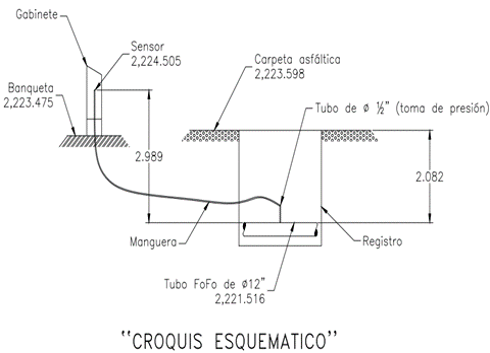 Gabinete
Sensor
2,224.505
Carpeta asfáltica
2,223.598
Banqueta
2,223.475
Tubo de ø ½" (toma de presión)
2.989
2.082
Manguera
Registro
Tubo FoFo de ø12"
2,221.516
"CROQUIS ESQUEMATICO"